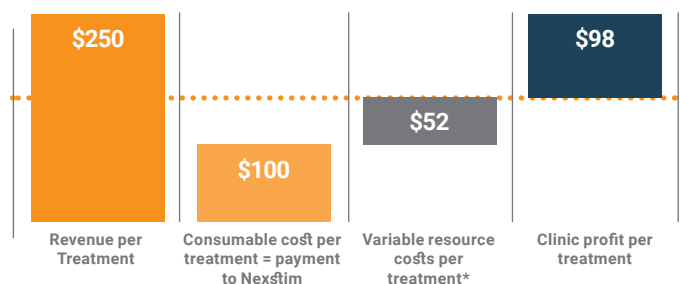 $250
$100
$52
$98
Revenue per
Treatment
Consumable cost per
treatment = payment
to Nexstim
Variable resource
costs per
treatment*
Clinic profit per
treatment